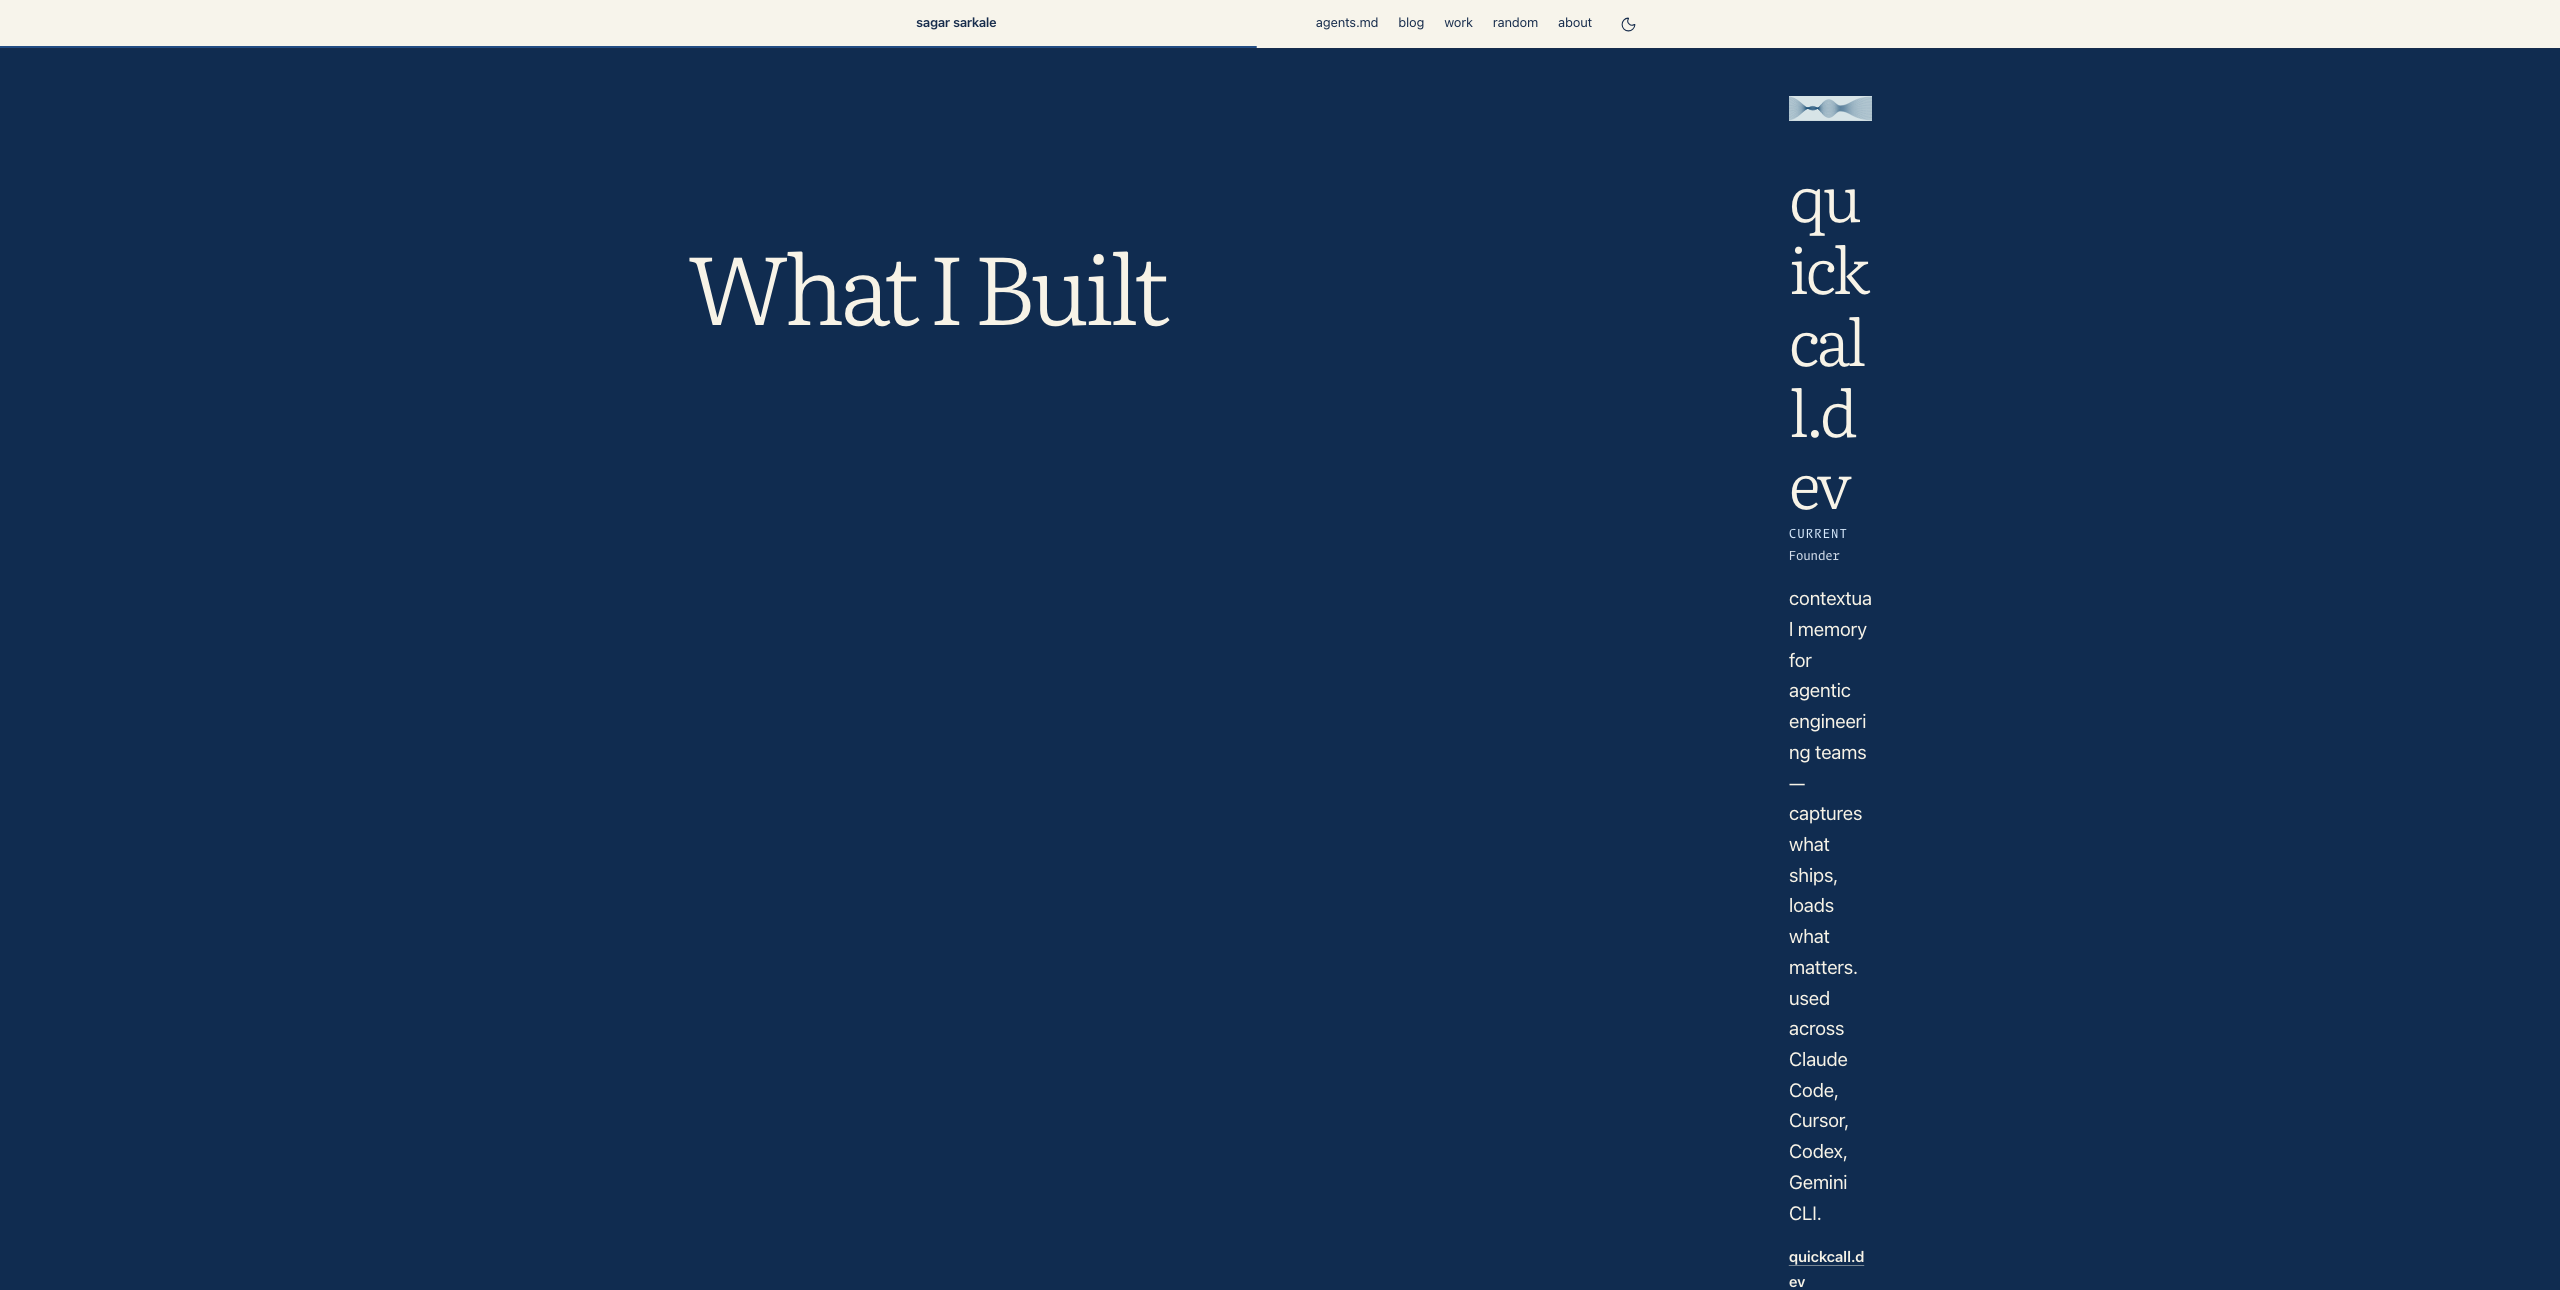 sagar sarkale
agents.md blog work random about
What I Built
qu
ick
cal
l.d
ev
CURRENT
Founder
contextua
l memory
for
agentic
engineeri
ng teams
—
captures
what
ships,
loads
what
matters.
used
across
Claude
Code,
Cursor,
Codex,
Gemini
CLI.
quickcall.d
ev